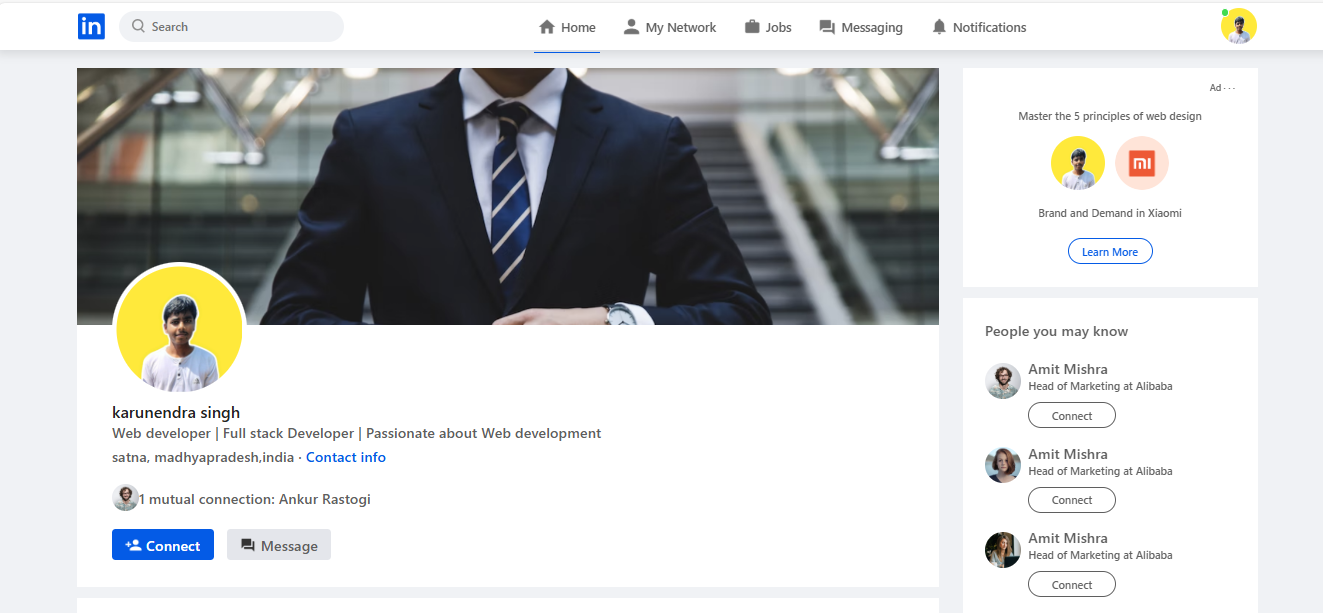 in
Search
Home
My Network
Jobs
Messaging
Notifications
karunendra singh
Web developer | Full stack Developer | Passionate about Web development
satna, madhyapradesh,india · Contact info
1 mutual connection: Ankur Rastogi
Connect
Message
Ad · · ·
Master the 5 principles of web design
mi
Brand and Demand in Xiaomi
Learn More
People you may know
Amit Mishra
Head of Marketing at Alibaba
Connect
Amit Mishra
Head of Marketing at Alibaba
Connect
Amit Mishra
Head of Marketing at Alibaba
Connect